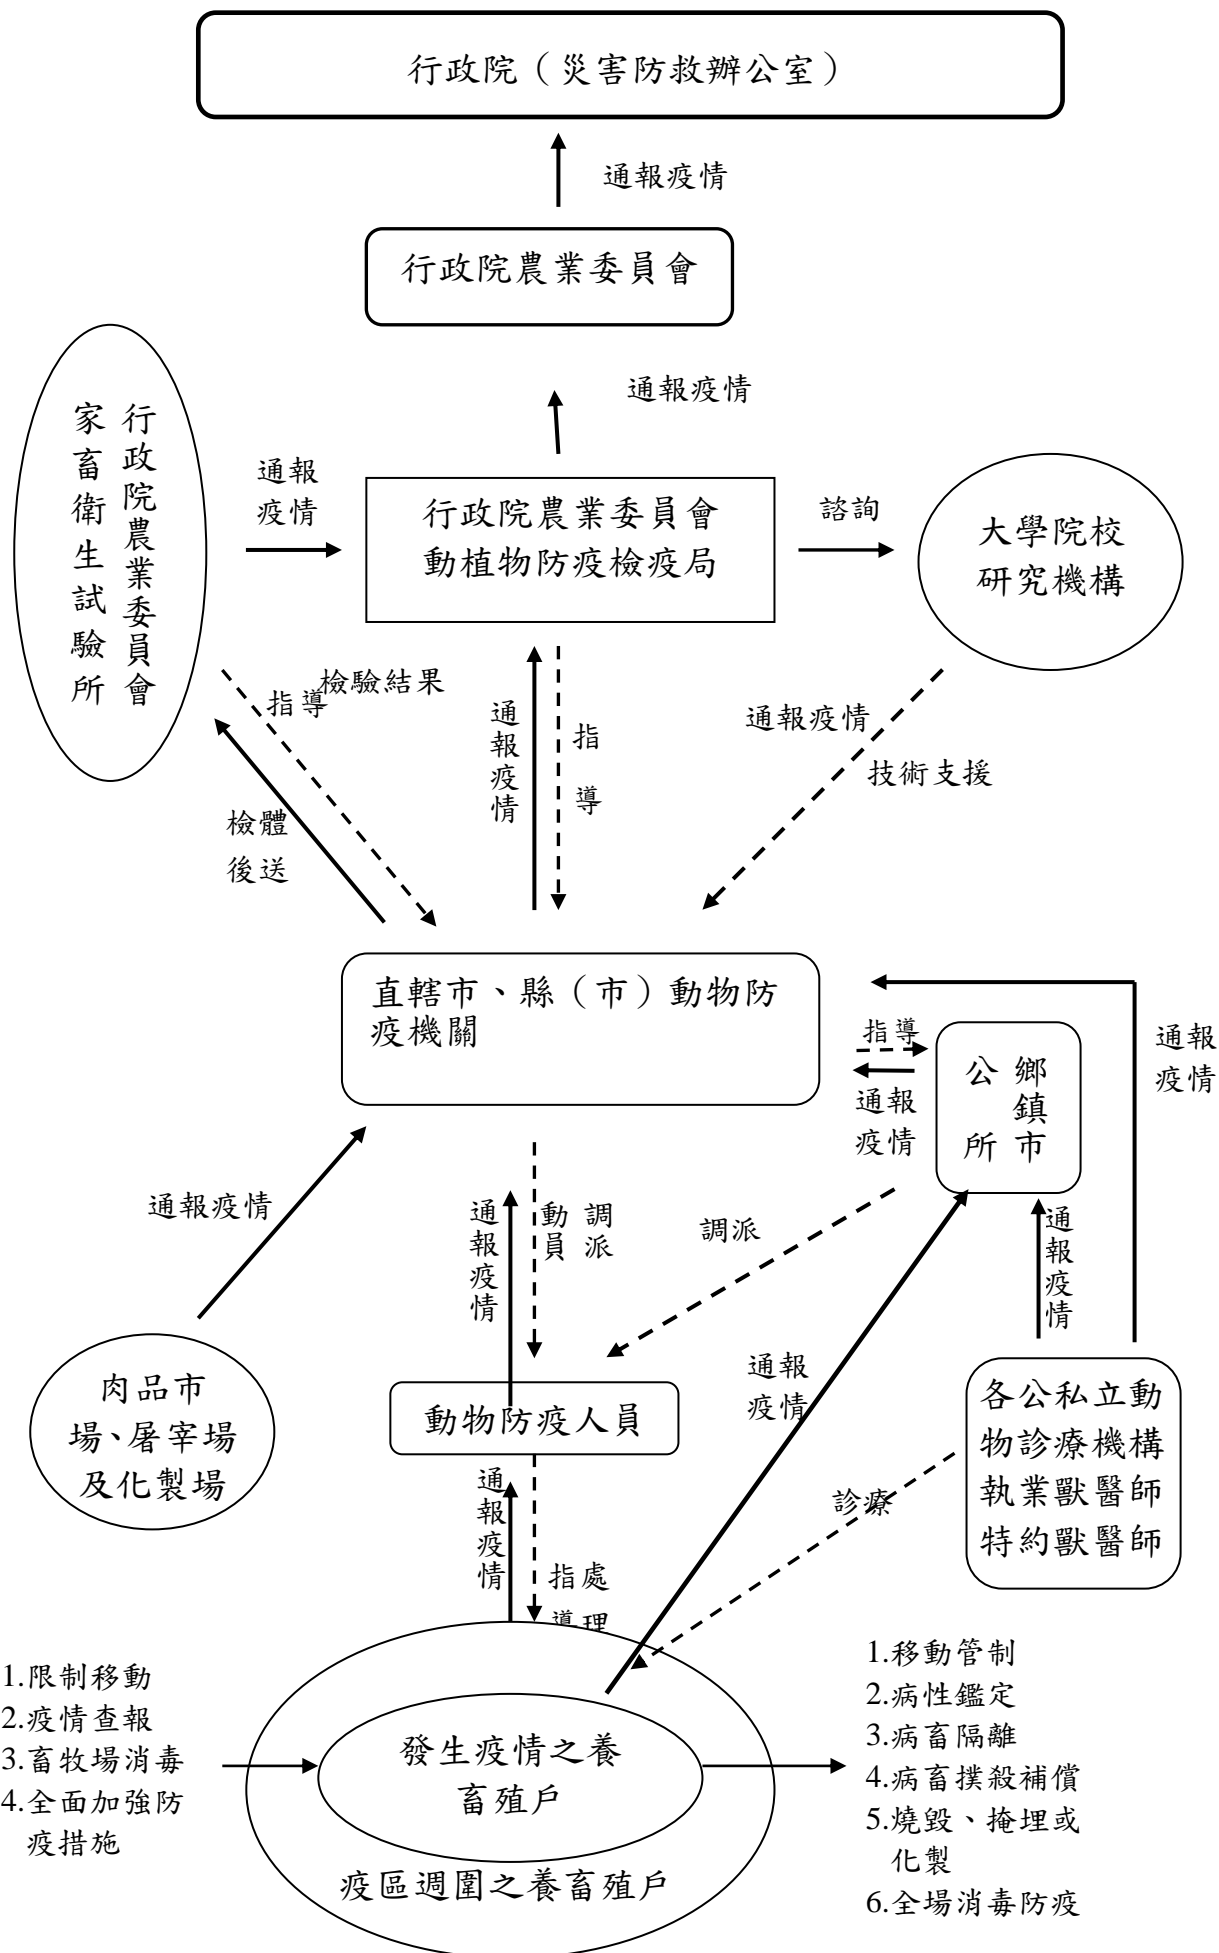 行政院（災害防救辦公室）
通報疫情
行政院農業委員會
通報疫情
行政院農業委員會
家畜衛生試驗所
通報
疫情
行政院農業委員會
動植物防疫檢疫局
諮詢
大學院校
研究機構
檢驗結果
指導
通報疫情
指
導
通報疫情
技術支援
檢體
後送
直轄市、縣（市）動物防
疫機關
指導
通報
疫情
鄉鎮市
公所
通報
疫情
通報疫情
通報疫情
動員
調派
調派
通報疫情
肉品市
場、屠宰場
及化製場
動物防疫人員
通報
疫情
各公私立動
物診療機構
執業獸醫師
特約獸醫師
通報疫情
診療
指處
導理
1.限制移動
2.疫情查報
3.畜牧場消毒
4.全面加強防
疫措施
發生疫情之養
畜殖戶
疫區週圍之養畜殖戶
1.移動管制
2.病性鑑定
3.病畜隔離
4.病畜撲殺補償
5.燒毀、掩埋或
化製
6.全場消毒防疫